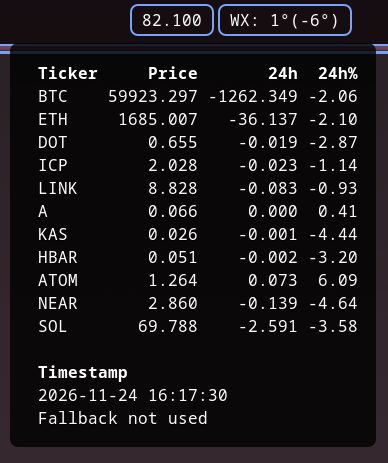 82.100 WX: 1°(-6°)
Ticker Price 24h 24h%
BTC 59923.297 -1262.349 -2.06
ETH 1685.007 -36.137 -2.10
DOT 0.655 -0.019 -2.87
ICP 2.028 -0.023 -1.14
LINK 8.828 -0.083 -0.93
A 0.066 0.000 0.41
KAS 0.026 -0.001 -4.44
HBAR 0.051 -0.002 -3.20
ATOM 1.264 0.073 6.09
NEAR 2.860 -0.139 -4.64
SOL 69.788 -2.591 -3.58
Timestamp
2026-11-24 16:17:30
Fallback not used